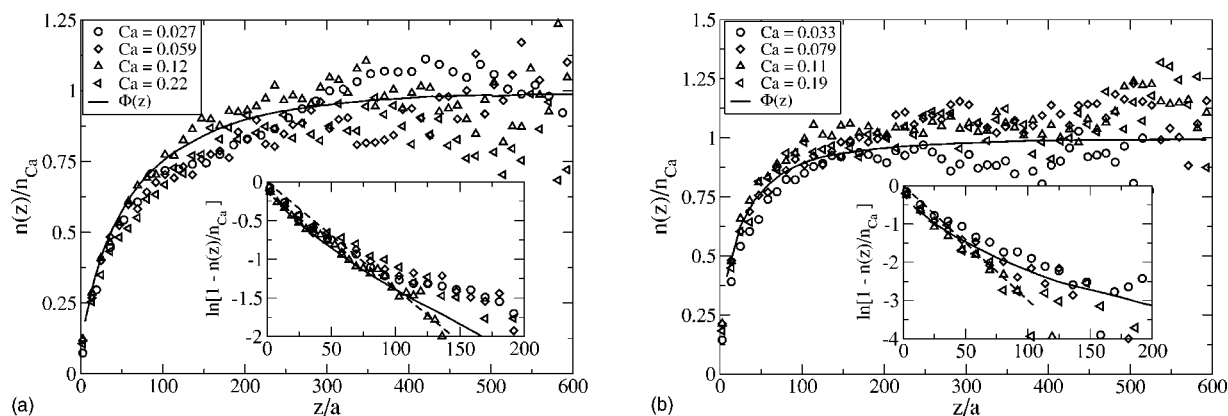 1.25
1
0.75
0.5
0.25
0
n(z)/n_Ca
Ca = 0.027
Ca = 0.059
Ca = 0.12
Ca = 0.22
Φ(z)
0
-0.5
-1
-1.5
-2
ln[1 - n(z)/n_Ca ]
0 50 100 150 200
0 100 200 300 400 500 600
z/a
(a)
1.5
1.25
1
0.75
0.5
0.25
0
n(z)/n_Ca
Ca = 0.033
Ca = 0.079
Ca = 0.11
Ca = 0.19
Φ(z)
0
-1
-2
-3
-4
ln[1 - n(z)/n_Ca ]
0 50 100 150 200
0 100 200 300 400 500 600
z/a
(b)